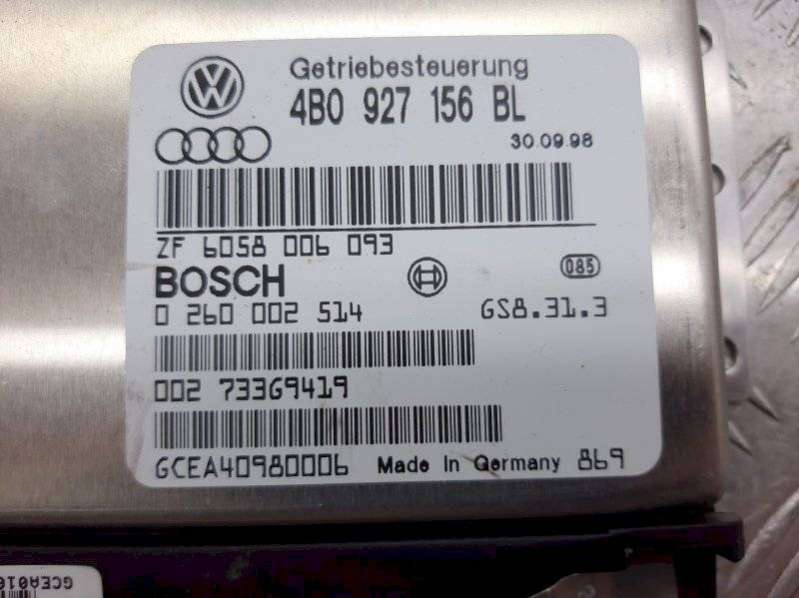 Getriebesteuerung
4B0 927 156 BL
30.09.98
ZF 6058 006 093
BOSCH
085
0 260 002 514 GS8.31.3
002 73369419
GCEA40980006 Made In Germany 869